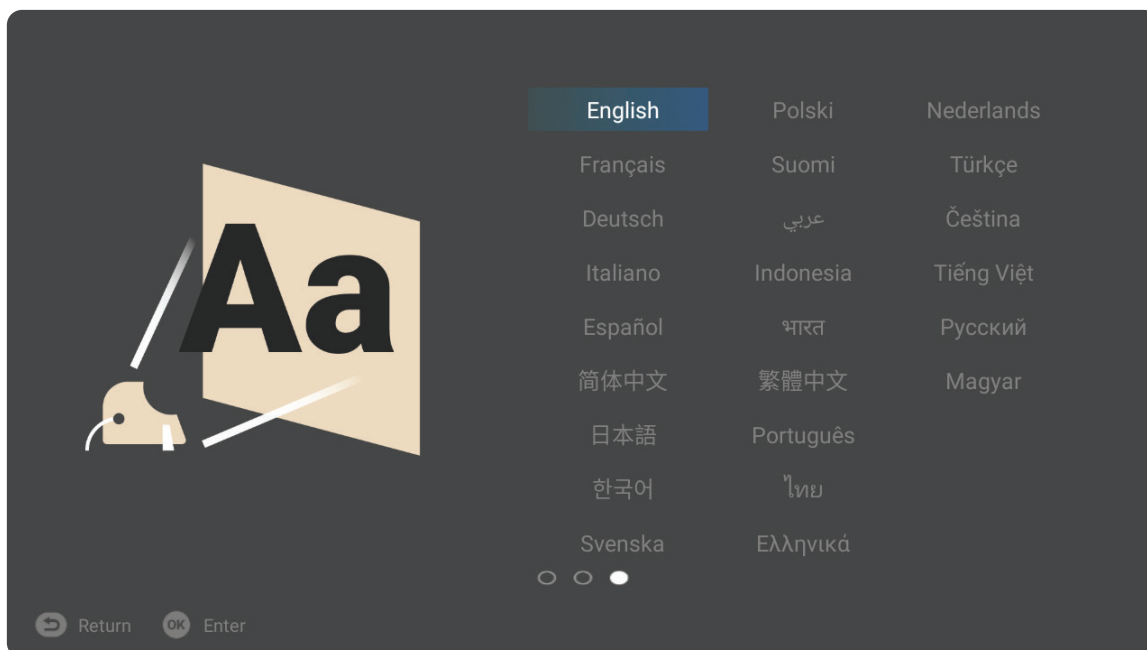 Aa
English
Polski
Nederlands
Français
Suomi
Türkçe
Deutsch
عربي
Čeština
Italiano
Indonesia
Tiếng Việt
Español
भारत
Русский
简体中文
繁體中文
Magyar
日本語
Português
한국어
ไทย
Svenska
Ελληνικά
Return
OK
Enter